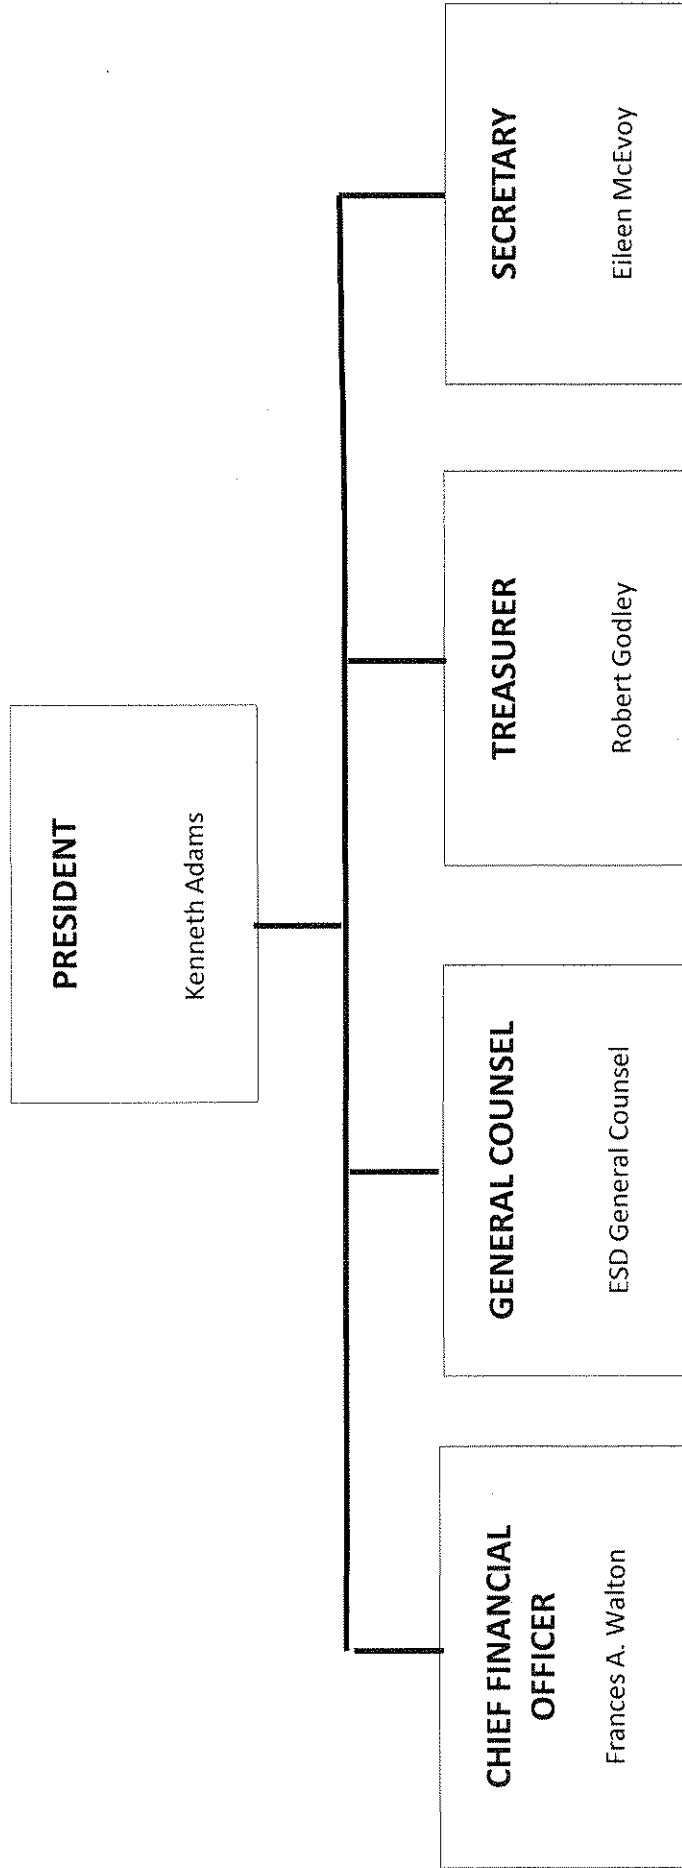 PRESIDENT
Kenneth Adams
CHIEF FINANCIAL
OFFICER
Frances A. Walton
GENERAL COUNSEL
ESD General Counsel
TREASURER
Robert Godley
SECRETARY
Eileen McEvoy